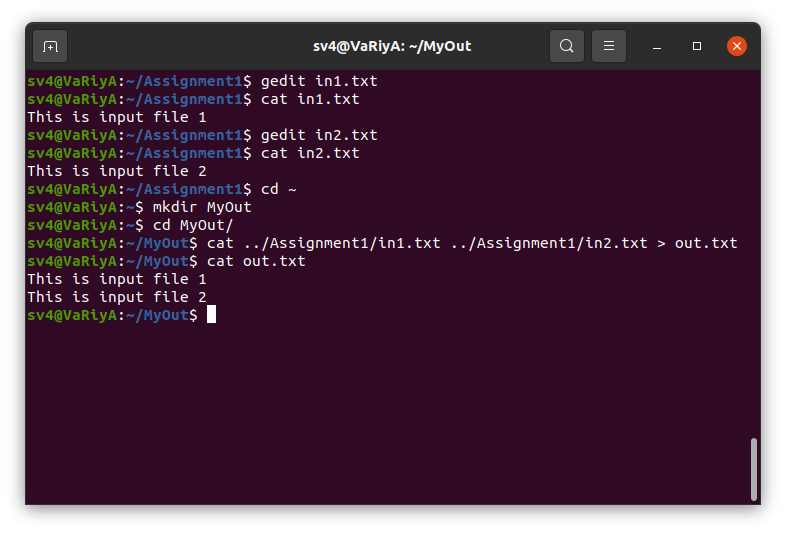 sv4@VaRiyA: ~/MyOut
sv4@VaRiyA:~/Assignment1$ gedit in1.txt
sv4@VaRiyA:~/Assignment1$ cat in1.txt
This is input file 1
sv4@VaRiyA:~/Assignment1$ gedit in2.txt
sv4@VaRiyA:~/Assignment1$ cat in2.txt
This is input file 2
sv4@VaRiyA:~/Assignment1$ cd ~
sv4@VaRiyA:~$ mkdir MyOut
sv4@VaRiyA:~$ cd MyOut/
sv4@VaRiyA:~/MyOut$ cat ../Assignment1/in1.txt ../Assignment1/in2.txt > out.txt
sv4@VaRiyA:~/MyOut$ cat out.txt
This is input file 1
This is input file 2
sv4@VaRiyA:~/MyOut$